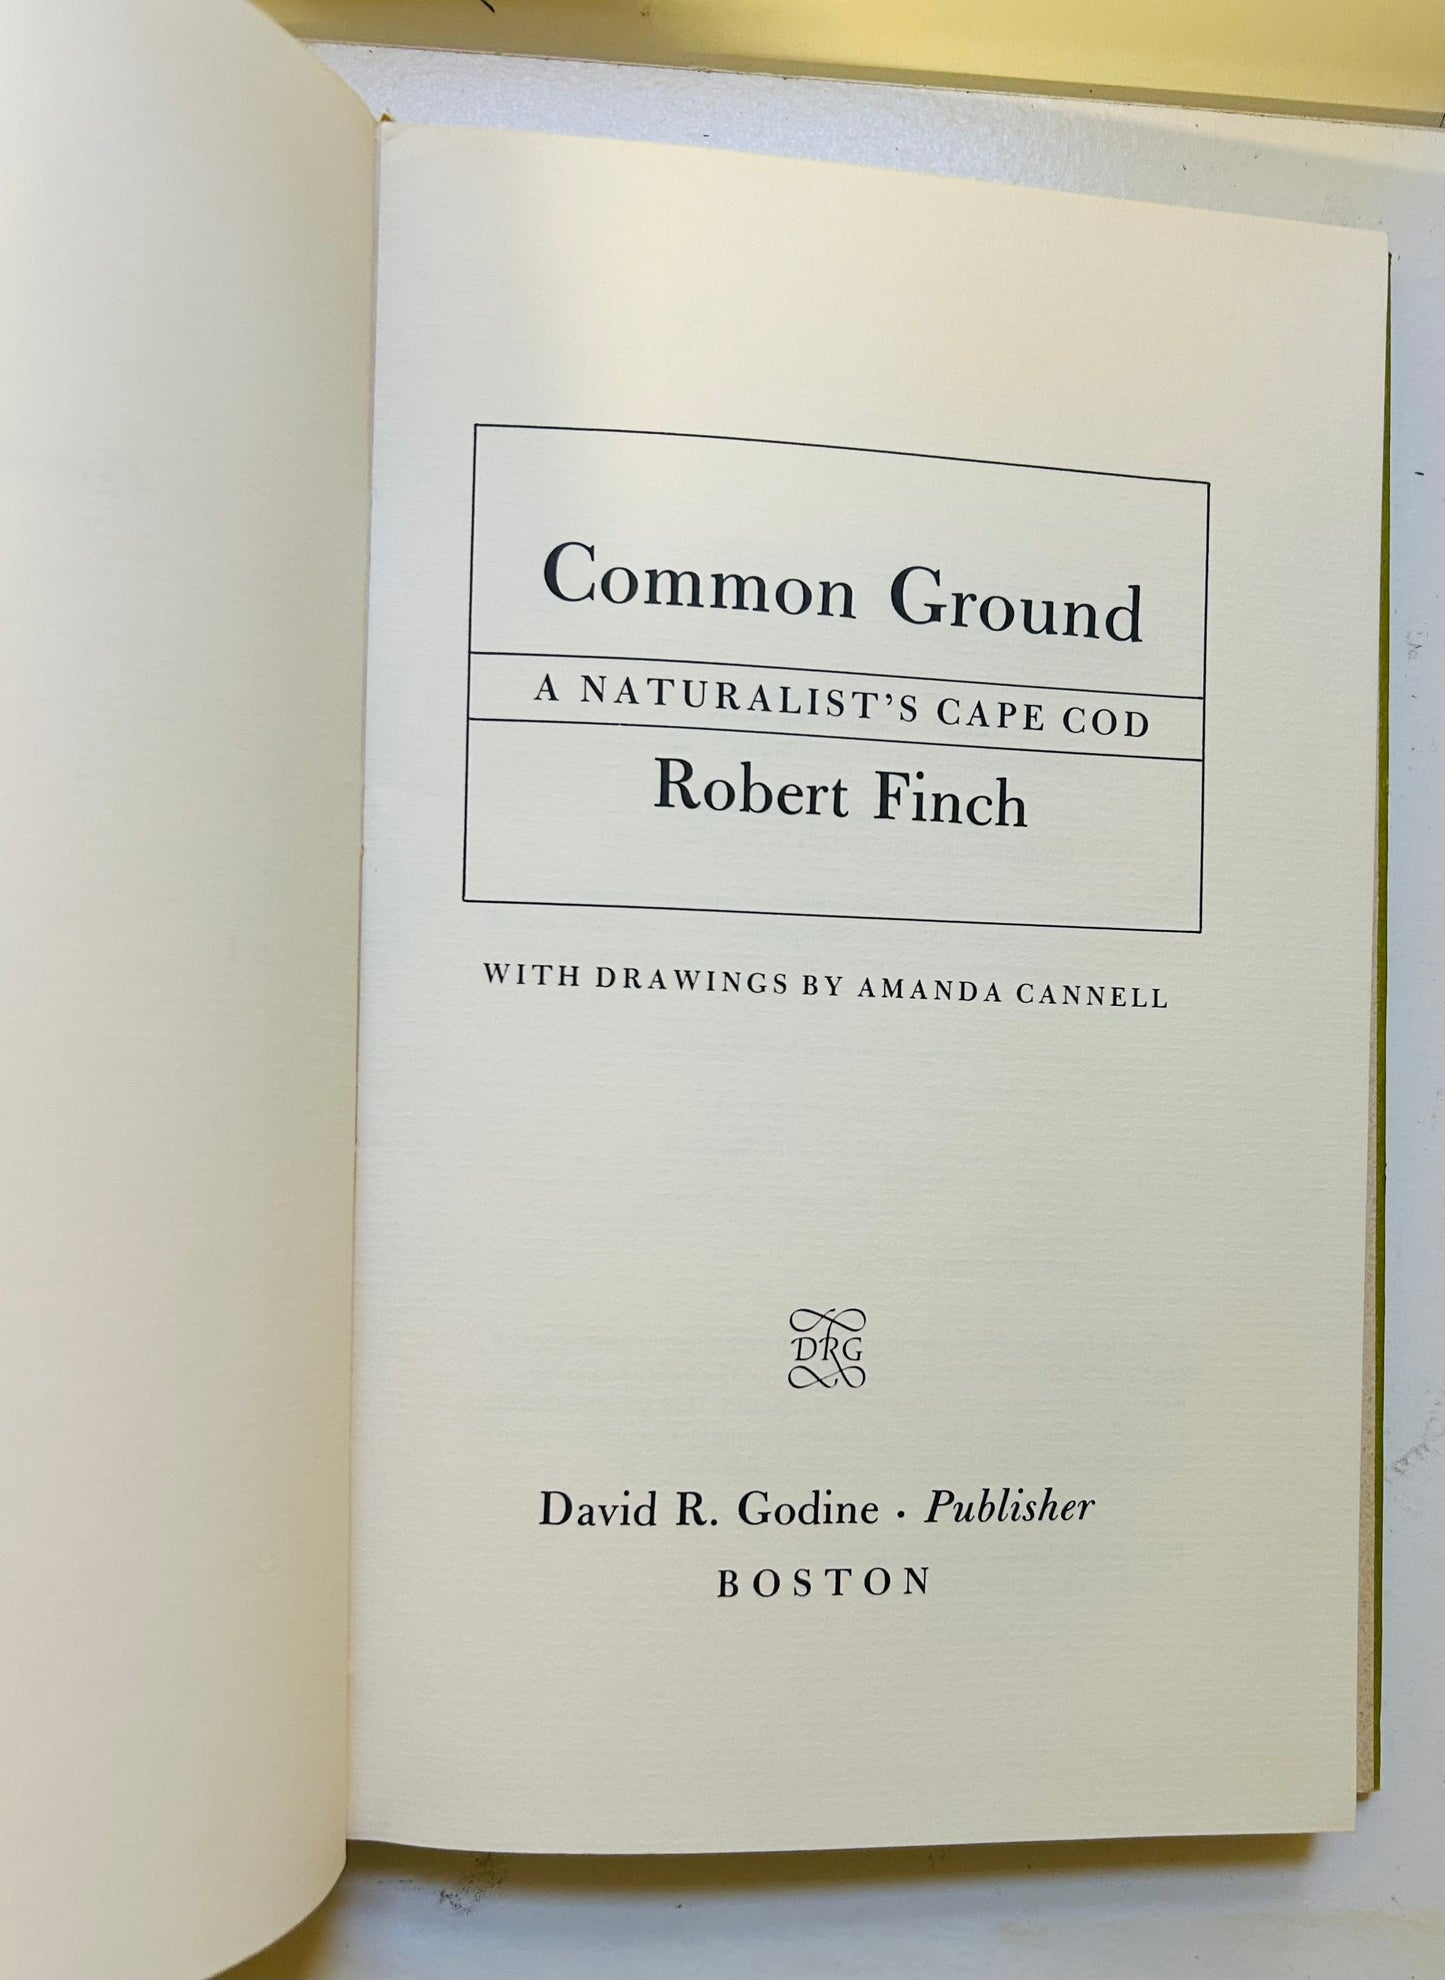 Common Ground
A NATURALIST'S CAPE COD
Robert Finch
WITH DRAWINGS BY AMANDA CANNELL
DRG
David R. Godine · Publisher
BOSTON